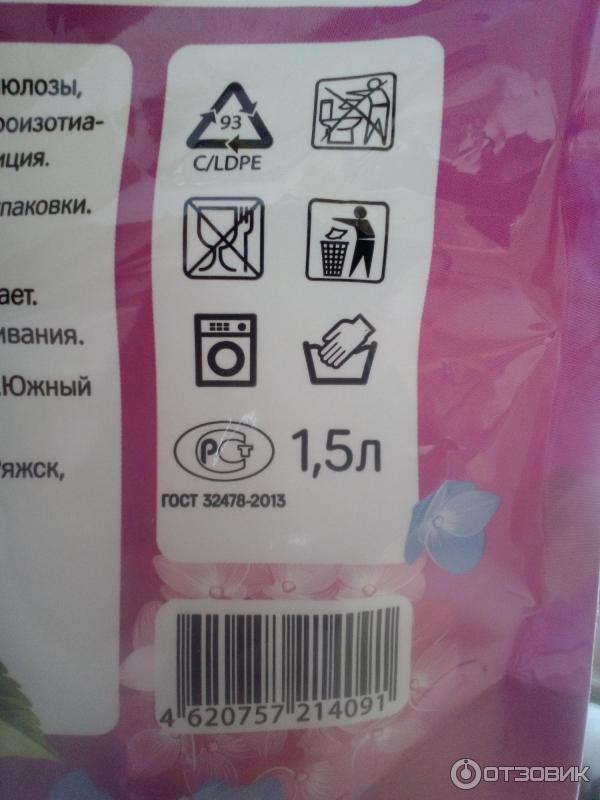 юлозы,
роизотиа-
иция.
паковки.
ает.
ивания.
Южный
яжск,
93
C/LDPE
РСТ
1,5л
ГОСТ 32478-2013
4 620757 214091
ОТЗОВИК